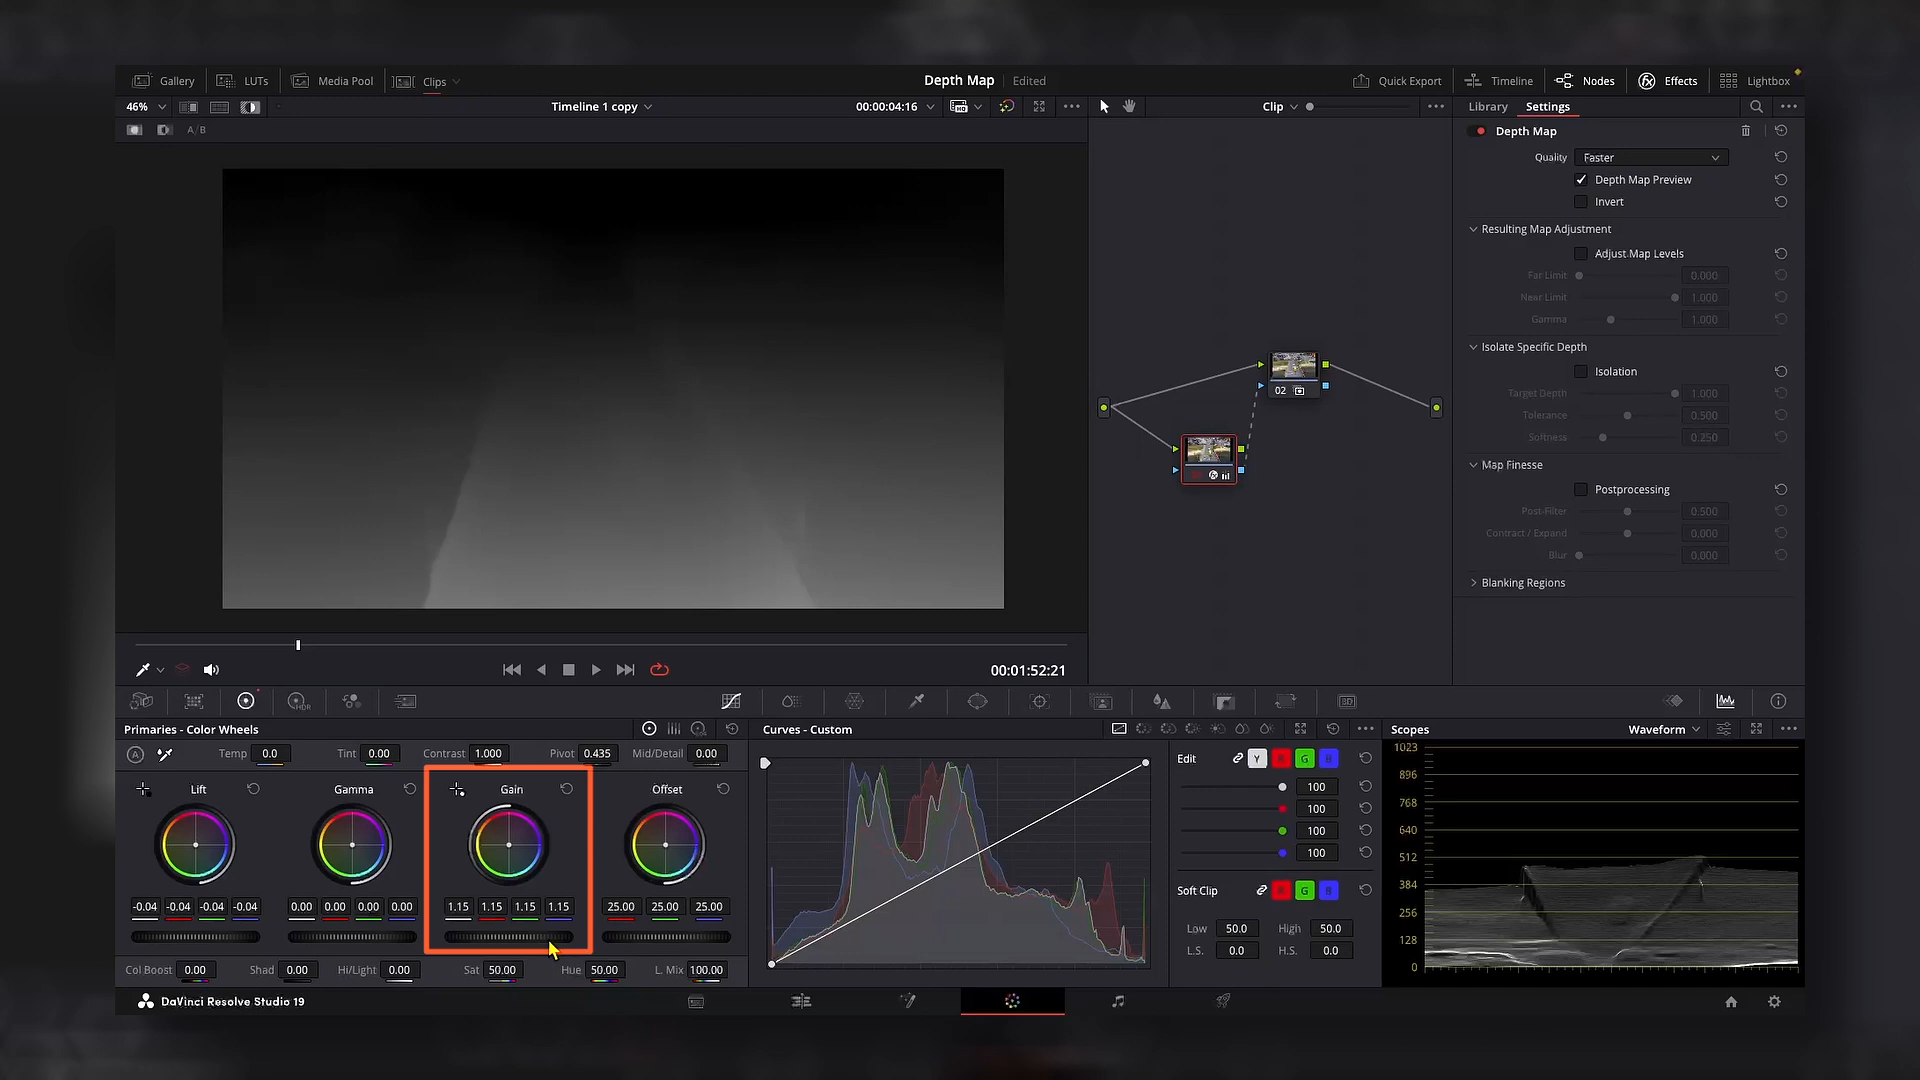 Gallery LUTs Media Pool Clips Depth Map Edited Quick Export Timeline Nodes Effects Lightbox
46% Timeline 1 copy 00:00:04:16 Clip Library Settings
A/B
Depth Map
Quality Faster
Depth Map Preview
Invert
Resulting Map Adjustment
Adjust Map Levels
Far Limit 0.000
Near Limit 1.000
Gamma 1.000
Isolate Specific Depth
Isolation
Target Depth 1.000
Tolerance 0.500
Softness 0.250
Map Finesse
Postprocessing
Post-Filter 0.500
Contract / Expand 0.000
Blur 0.000
Blanking Regions
02
00:01:52:21
HDR
3D
Primaries - Color Wheels
A Temp 0.0 Tint 0.00 Contrast 1.000 Pivot 0.435 Mid/Detail 0.00
Lift Gamma Gain Offset
-0.04 -0.04 -0.04 -0.04 0.00 0.00 0.00 0.00 1.15 1.15 1.15 1.15 25.00 25.00 25.00
Col Boost 0.00 Shad 0.00 Hi/Light 0.00 Sat 50.00 Hue 50.00 L. Mix 100.00
Curves - Custom
Edit Y R G B
100
100
100
100
Soft Clip R G B
Low 50.0 High 50.0
L.S. 0.0 H.S. 0.0
Scopes Waveform
1023
896
768
640
512
384
256
128
0
DaVinci Resolve Studio 19